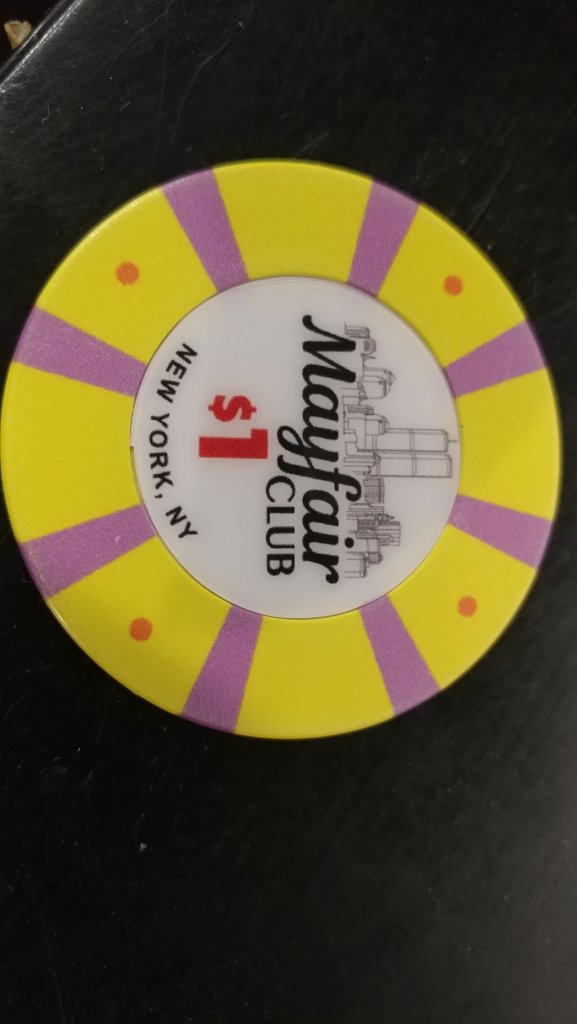 Mayfair
CLUB
$1
NEW YORK, NY